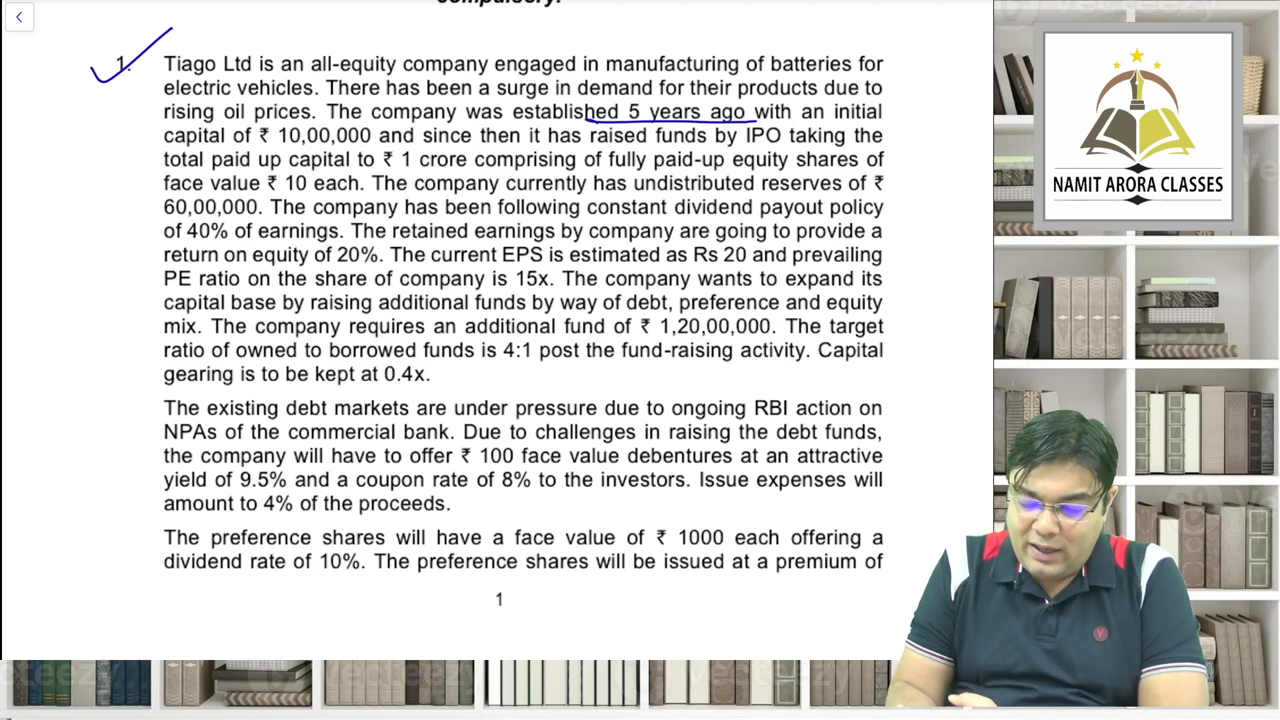 compulsory.
1. Tiago Ltd is an all-equity company engaged in manufacturing of batteries for
electric vehicles. There has been a surge in demand for their products due to
rising oil prices. The company was established 5 years ago with an initial
capital of ₹ 10,00,000 and since then it has raised funds by IPO taking the
total paid up capital to ₹ 1 crore comprising of fully paid-up equity shares of
face value ₹ 10 each. The company currently has undistributed reserves of ₹
60,00,000. The company has been following constant dividend payout policy
of 40% of earnings. The retained earnings by company are going to provide a
return on equity of 20%. The current EPS is estimated as Rs 20 and prevailing
PE ratio on the share of company is 15x. The company wants to expand its
capital base by raising additional funds by way of debt, preference and equity
mix. The company requires an additional fund of ₹ 1,20,00,000. The target
ratio of owned to borrowed funds is 4:1 post the fund-raising activity. Capital
gearing is to be kept at 0.4x.
The existing debt markets are under pressure due to ongoing RBI action on
NPAs of the commercial bank. Due to challenges in raising the debt funds,
the company will have to offer ₹ 100 face value debentures at an attractive
yield of 9.5% and a coupon rate of 8% to the investors. Issue expenses will
amount to 4% of the proceeds.
The preference shares will have a face value of ₹ 1000 each offering a
dividend rate of 10%. The preference shares will be issued at a premium of
1
NAMIT ARORA CLASSES